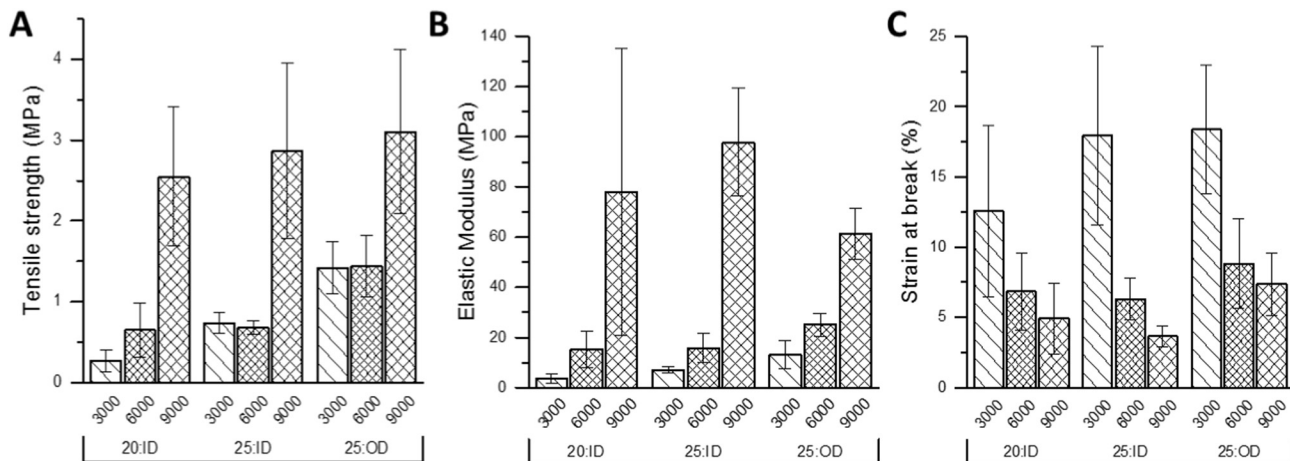 A
Tensile strength (MPa)
4
3
2
1
0
3000 6000 9000 3000 6000 9000 3000 6000 9000
20:ID 25:ID 25:OD
B
Elastic Modulus (MPa)
140
120
100
80
60
40
20
0
3000 6000 9000 3000 6000 9000 3000 6000 9000
20:ID 25:ID 25:OD
C
Strain at break (%)
25
20
15
10
5
0
3000 6000 9000 3000 6000 9000 3000 6000 9000
20:ID 25:ID 25:OD